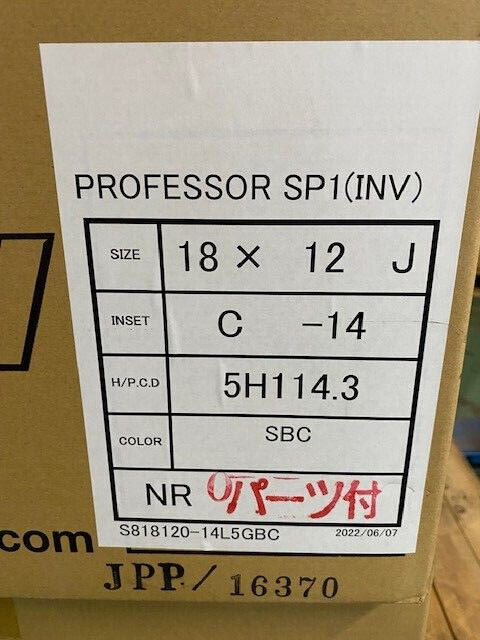 PROFESSOR SP1(INV)
SIZE 18 × 12 J
INSET C -14
H/P.C.D 5H114.3
COLOR SBC
NR Oパーツ付
S818120-14L5GBC 2022/06/07
com
JPP/16370